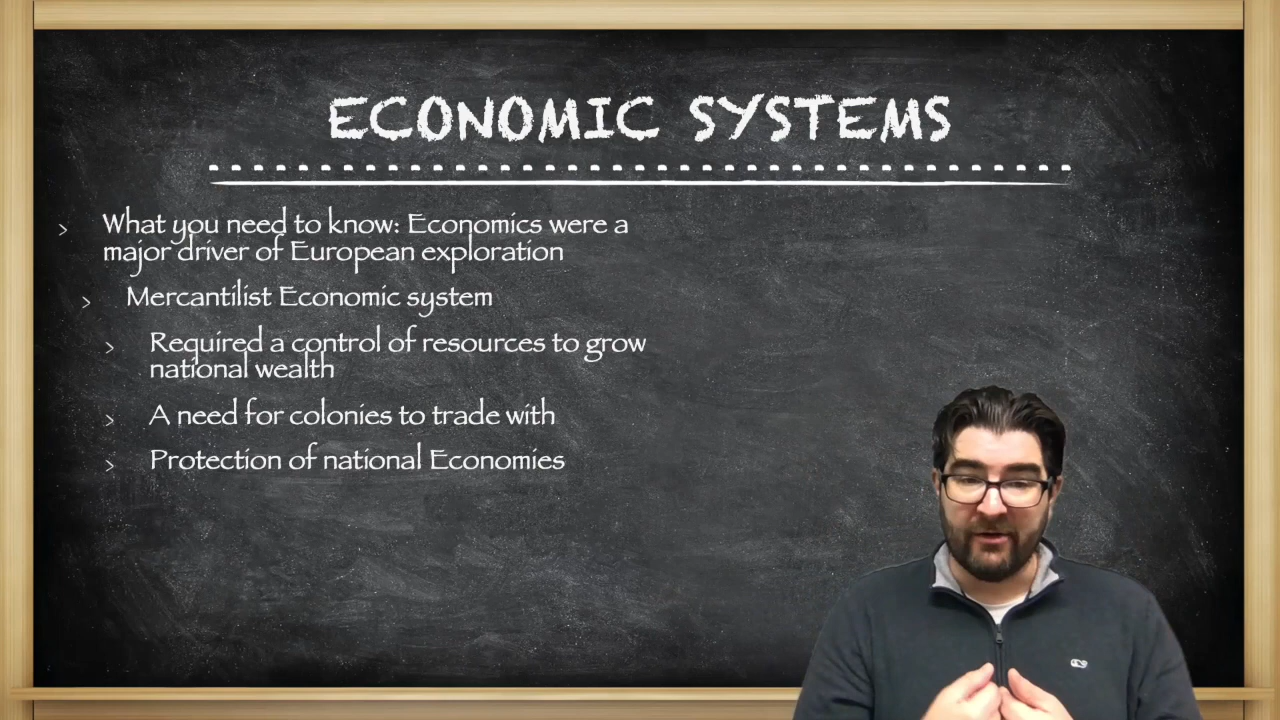 ECONOMIC SYSTEMS
> What you need to know: Economics were a
major driver of European exploration
> Mercantilist Economic system
> Required a control of resources to grow
national wealth
> A need for colonies to trade with
> Protection of national Economies